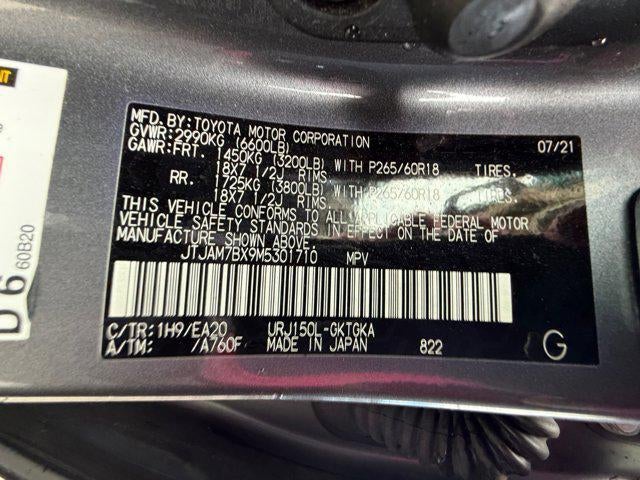 NT
D 6
60B20
MFD. BY: TOYOTA MOTOR CORPORATION 07/21
GVWR: 2990KG (6600LB)
GAWR: FRT. 1450KG (3200LB) WITH P265/60R18 TIRES.
18X7 1/2J RIMS.
RR. 1725KG (3800LB) WITH P265/60R18 TIRES.
18X7 1/2J RIMS.
THIS VEHICLE CONFORMS TO ALL APPLICABLE FEDERAL MOTOR
VEHICLE SAFETY STANDARDS IN EFFECT ON THE DATE OF
MANUFACTURE SHOWN ABOVE.
JTJAM7BX9M5301710 MPV
C/TR: 1H9/EA20 URJ150L-GKTGKA
A/TM: /A760F MADE IN JAPAN 822 G